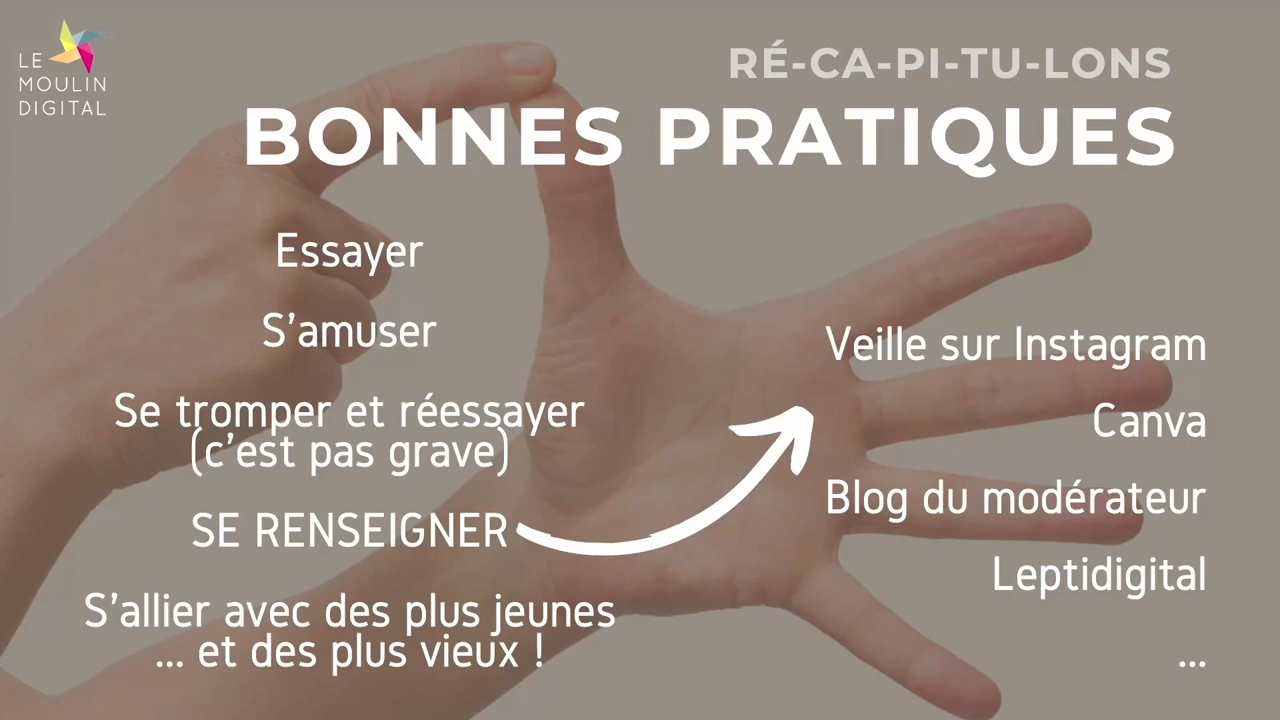 LE
MOULIN
DIGITAL
RÉ-CA-PI-TU-LONS
BONNES PRATIQUES
Essayer
S'amuser
Se tromper et réessayer
(c'est pas grave)
SE RENSEIGNER
S'allier avec des plus jeunes
... et des plus vieux !
Veille sur Instagram
Canva
Blog du modérateur
Leptidigital
...